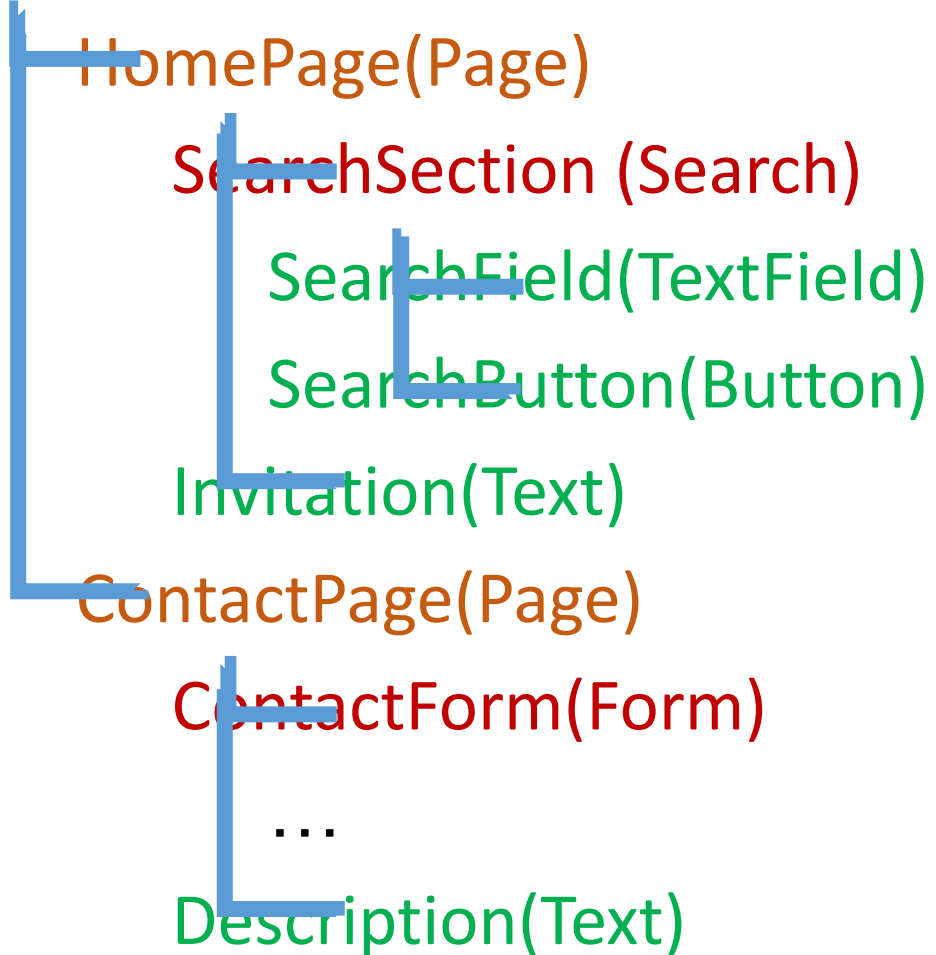 HomePage(Page)
SearchSection (Search)
SearchField(TextField)
SearchButton(Button)
Invitation(Text)
ContactPage(Page)
ContactForm(Form)
...
Description(Text)